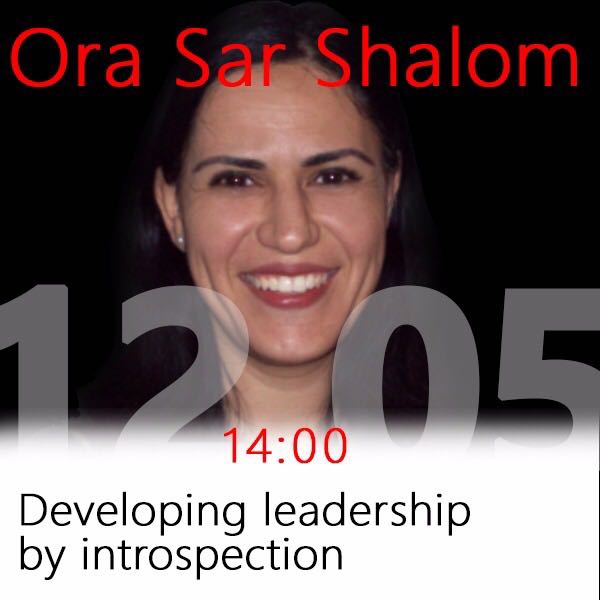 Ora Sar Shalom
12 05
14:00
Developing leadership
by introspection